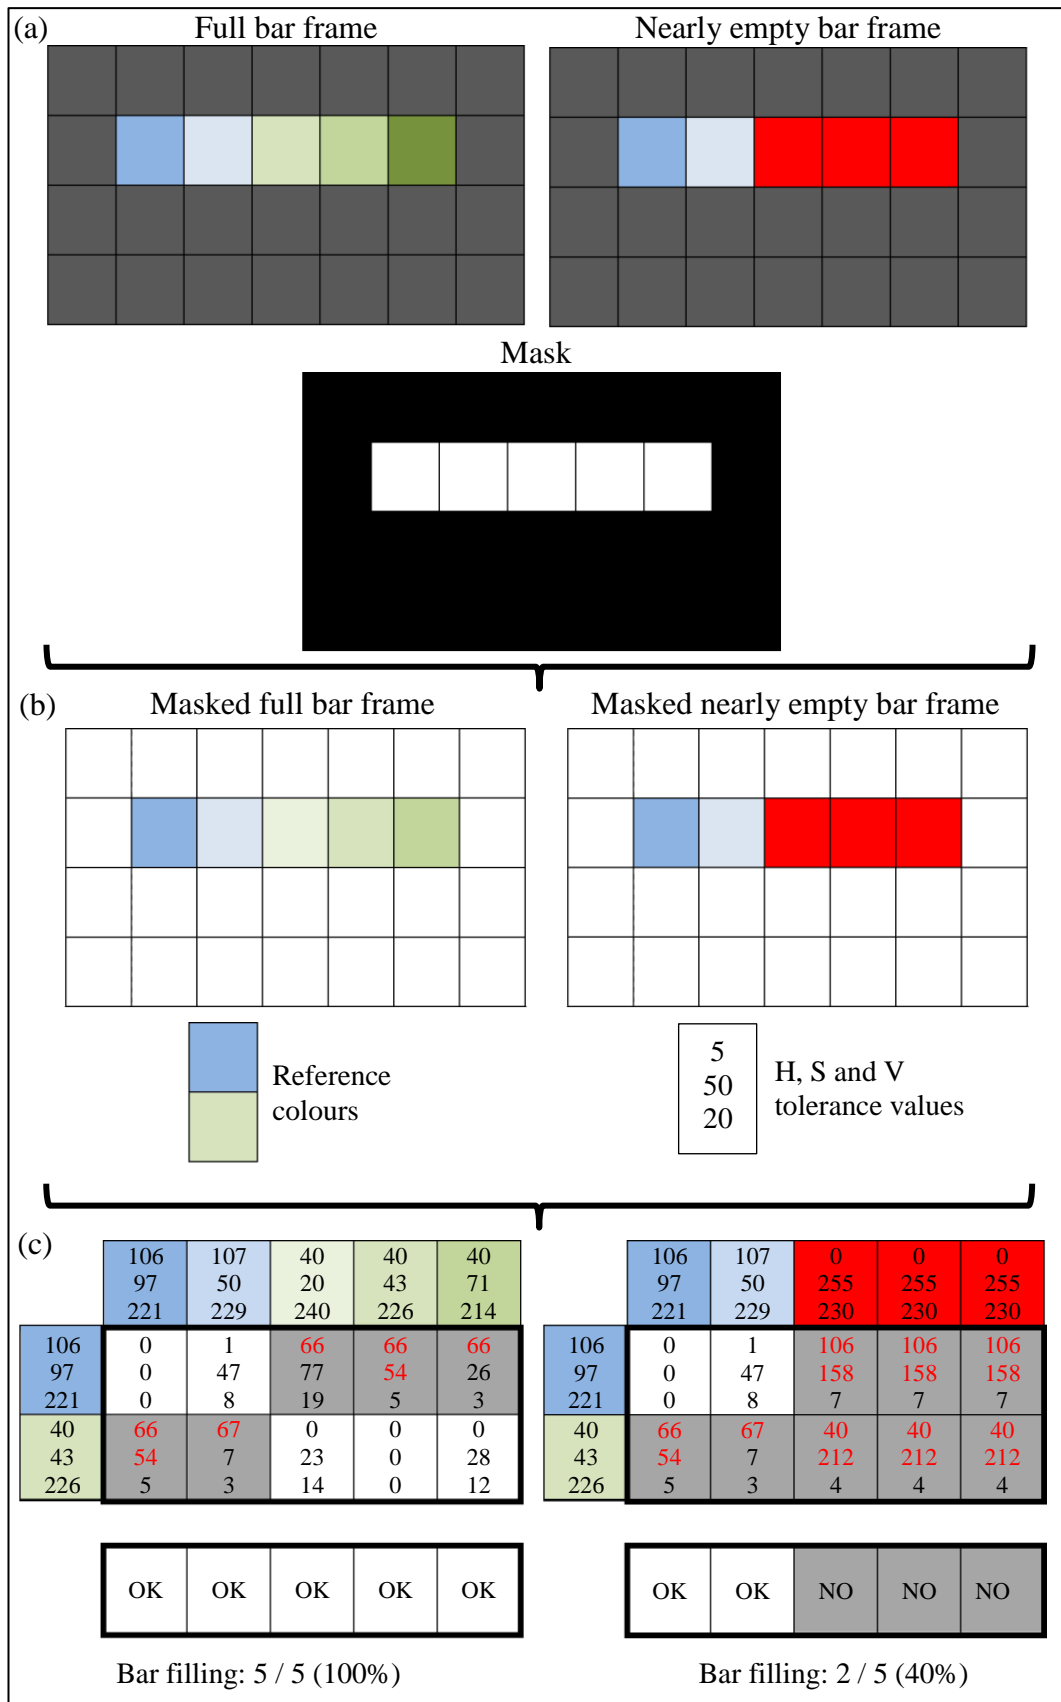 (a)
Full bar frame
Nearly empty bar frame
Mask
(b)
Masked full bar frame
Masked nearly empty bar frame
Reference
colours
5
50
20
H, S and V
tolerance values
(c)
106 107 40 40 40
97 50 20 43 71
221 229 240 226 214
106 0 1 66 66 66
97 0 47 77 54 26
221 0 8 19 5 3
40 66 67 0 0 0
43 54 7 23 0 28
226 5 3 14 0 12
OK OK OK OK OK
Bar filling: 5 / 5 (100%)
106 107 0 0 0
97 50 255 255 255
221 229 230 230 230
106 0 1 106 106 106
97 0 47 158 158 158
221 0 8 7 7 7
40 66 67 40 40 40
43 54 7 212 212 212
226 5 3 4 4 4
OK OK NO NO NO
Bar filling: 2 / 5 (40%)